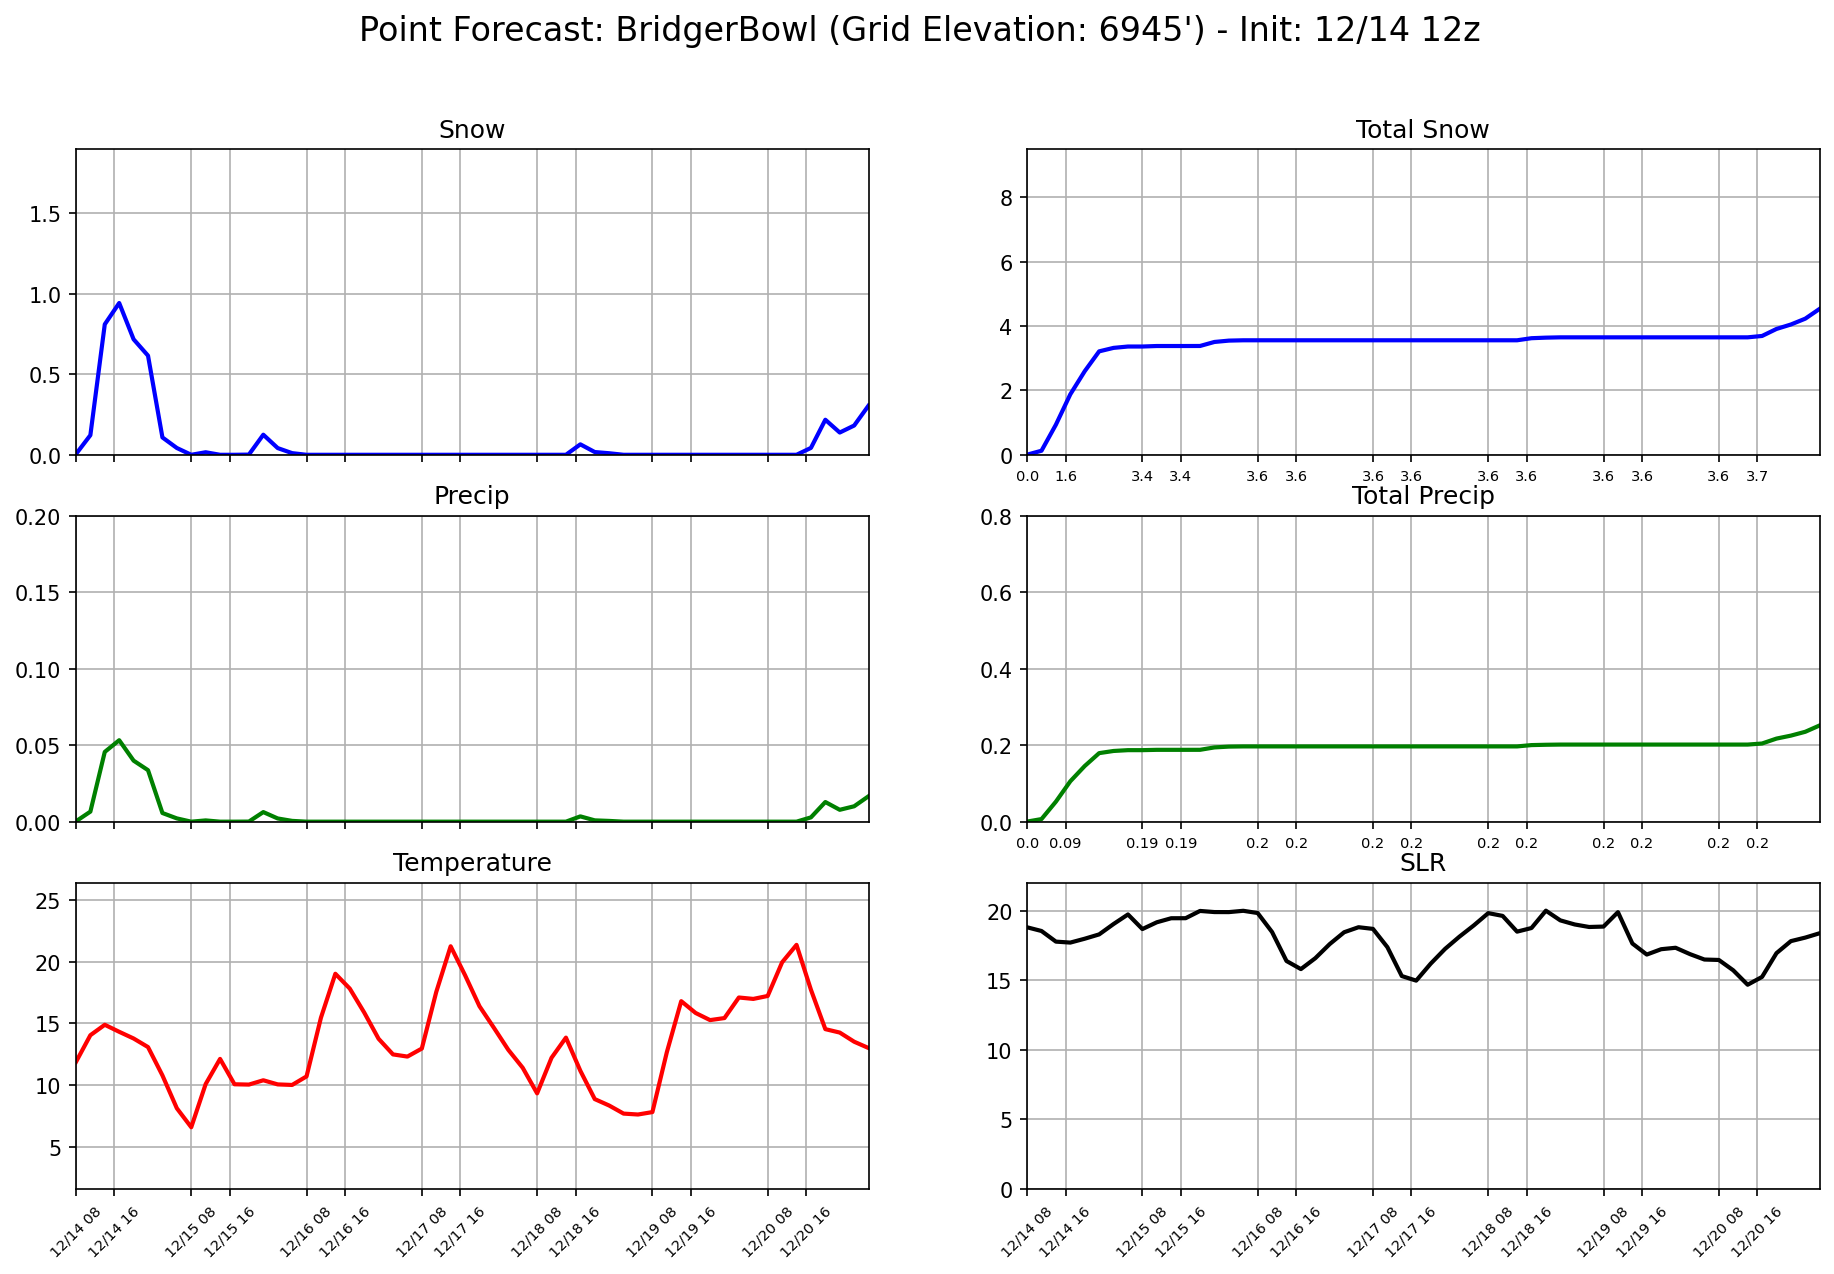 Point Forecast: BridgerBowl (Grid Elevation: 6945') - Init: 12/14 12z
Snow
1.5
1.0
0.5
0.0
Total Snow
8
6
4
2
0
0.0 1.6 3.4 3.4 3.6 3.6 3.6 3.6 3.6 3.6 3.6 3.6 3.6 3.7
Precip
0.20
0.15
0.10
0.05
0.00
Total Precip
0.8
0.6
0.4
0.2
0.0
0.0 0.09 0.19 0.19 0.2 0.2 0.2 0.2 0.2 0.2 0.2 0.2 0.2 0.2
Temperature
25
20
15
10
5
12/14 08 12/14 16 12/15 08 12/15 16 12/16 08 12/16 16 12/17 08 12/17 16 12/18 08 12/18 16 12/19 08 12/19 16 12/20 08 12/20 16
SLR
20
15
10
5
0
12/14 08 12/14 16 12/15 08 12/15 16 12/16 08 12/16 16 12/17 08 12/17 16 12/18 08 12/18 16 12/19 08 12/19 16 12/20 08 12/20 16